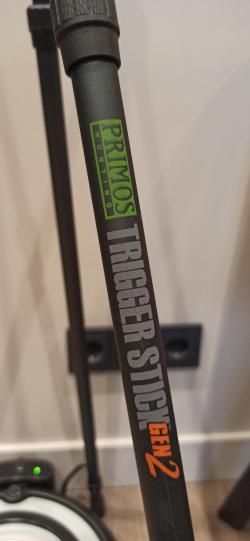 PRIMOS
HUNTING
TRIGGER STICK
GEN 2